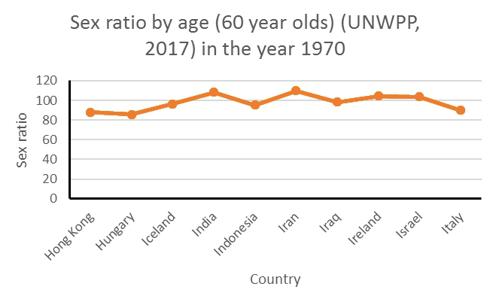 Sex ratio by age (60 year olds) (UNWPP,
2017) in the year 1970
120
100
80
60
40
20
0
Sex ratio
Hong Kong
Hungary
Iceland
India
Indonesia
Iran
Iraq
Ireland
Israel
Italy
Country